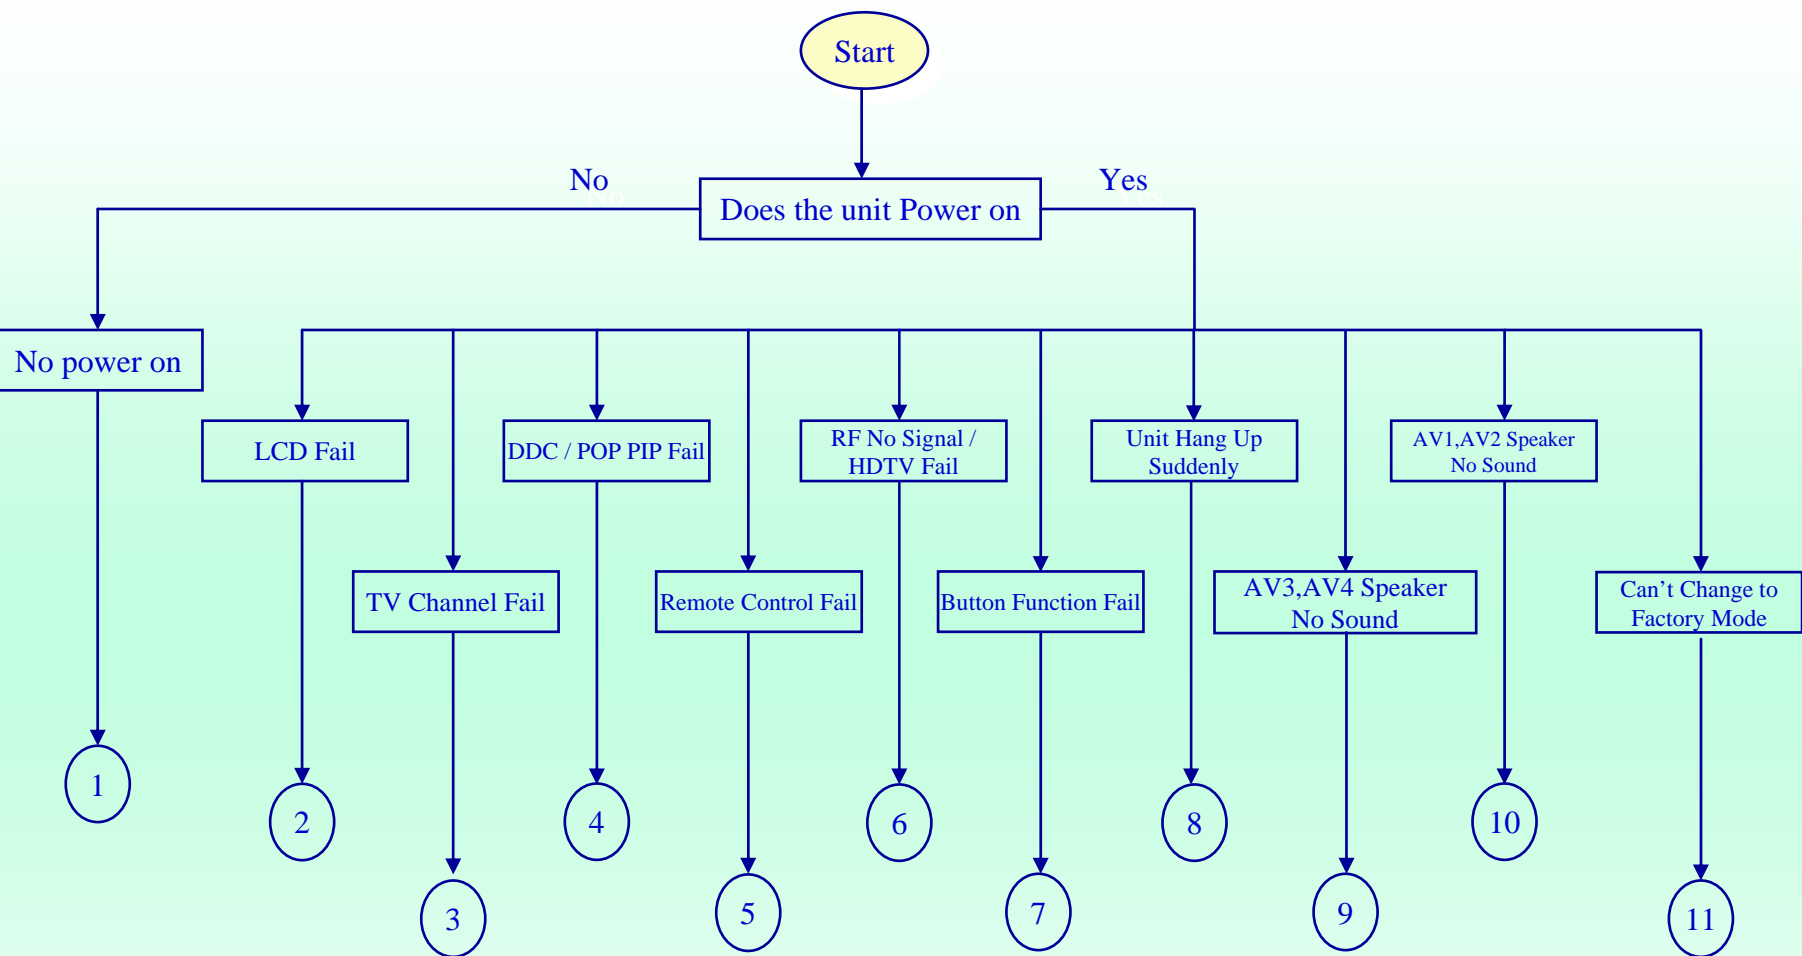 Start
No
Yes
Does the unit Power on
No power on
LCD Fail
DDC / POP PIP Fail
RF No Signal /
HDTV Fail
Unit Hang Up
Suddenly
AV1,AV2 Speaker
No Sound
TV Channel Fail
Remote Control Fail
Button Function Fail
AV3,AV4 Speaker
No Sound
Can’t Change to
Factory Mode
1
2
4
6
8
10
3
5
7
9
11